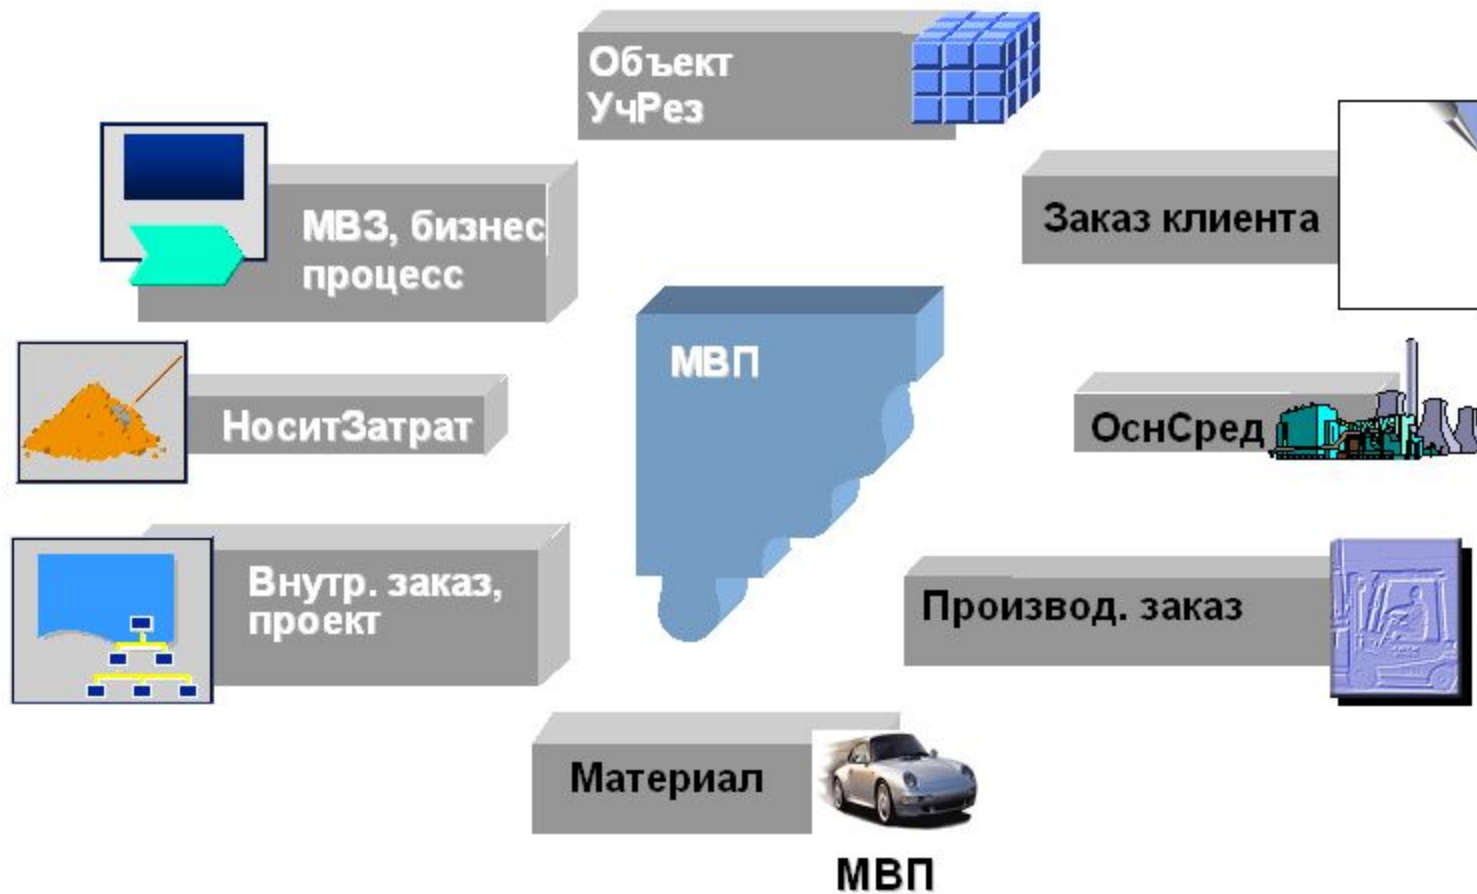 Объект
УчРез
МВЗ, бизнес
процесс
Заказ клиента
МВП
НоситЗатрат
ОснСред
Внутр. заказ,
проект
Производ. заказ
Материал
МВП